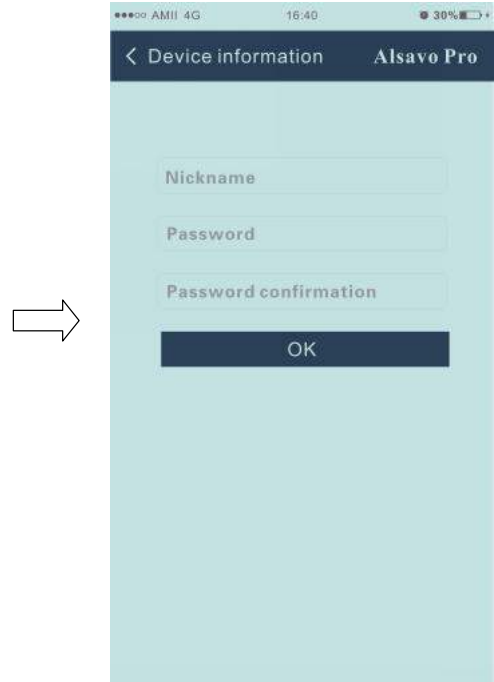 AMII 4G 16:40 30%
Device information Alsavo Pro
Nickname
Password
Password confirmation
OK